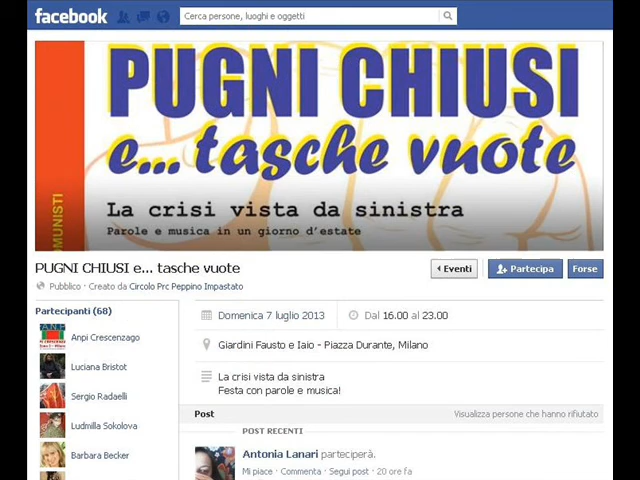 facebook
Cerca persone, luoghi e oggetti
PUGNI CHIUSI
e... tasche vuote
La crisi vista da sinistra
Parole e musica in un giorno d'estate
OMUNISTI
PUGNI CHIUSI e... tasche vuote
Eventi
Partecipa
Forse
Pubblico · Creato da Circolo Prc Peppino Impastato
Partecipanti (68)
Domenica 7 luglio 2013
Dal 16.00 al 23.00
Anpi Crescenzago
Giardini Fausto e Iaio - Piazza Durante, Milano
Luciana Bristot
La crisi vista da sinistra
Festa con parole e musica!
Sergio Radaelli
Post
Visualizza persone che hanno rifiutato
Ludmilla Sokolova
POST RECENTI
Barbara Becker
Antonia Lanari parteciperà.
Mi piace · Commenta · Segui post · 20 ore fa